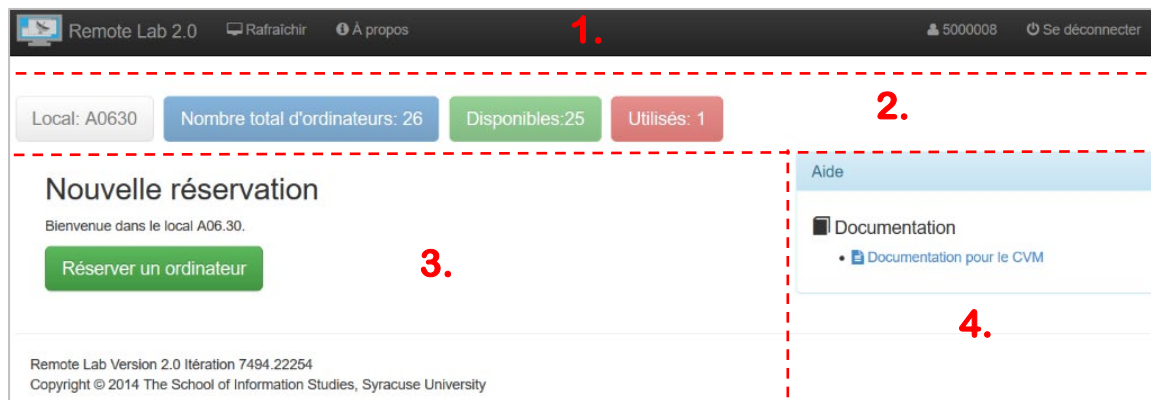 Remote Lab 2.0 Rafraîchir À propos 1. 5000008 Se déconnecter
2.
Local: A0630 Nombre total d'ordinateurs: 26 Disponibles:25 Utilisés: 1
Nouvelle réservation
Bienvenue dans le local A06.30.
Réserver un ordinateur
3.
Aide
Documentation
• Documentation pour le CVM
4.
Remote Lab Version 2.0 Itération 7494.22254
Copyright © 2014 The School of Information Studies, Syracuse University